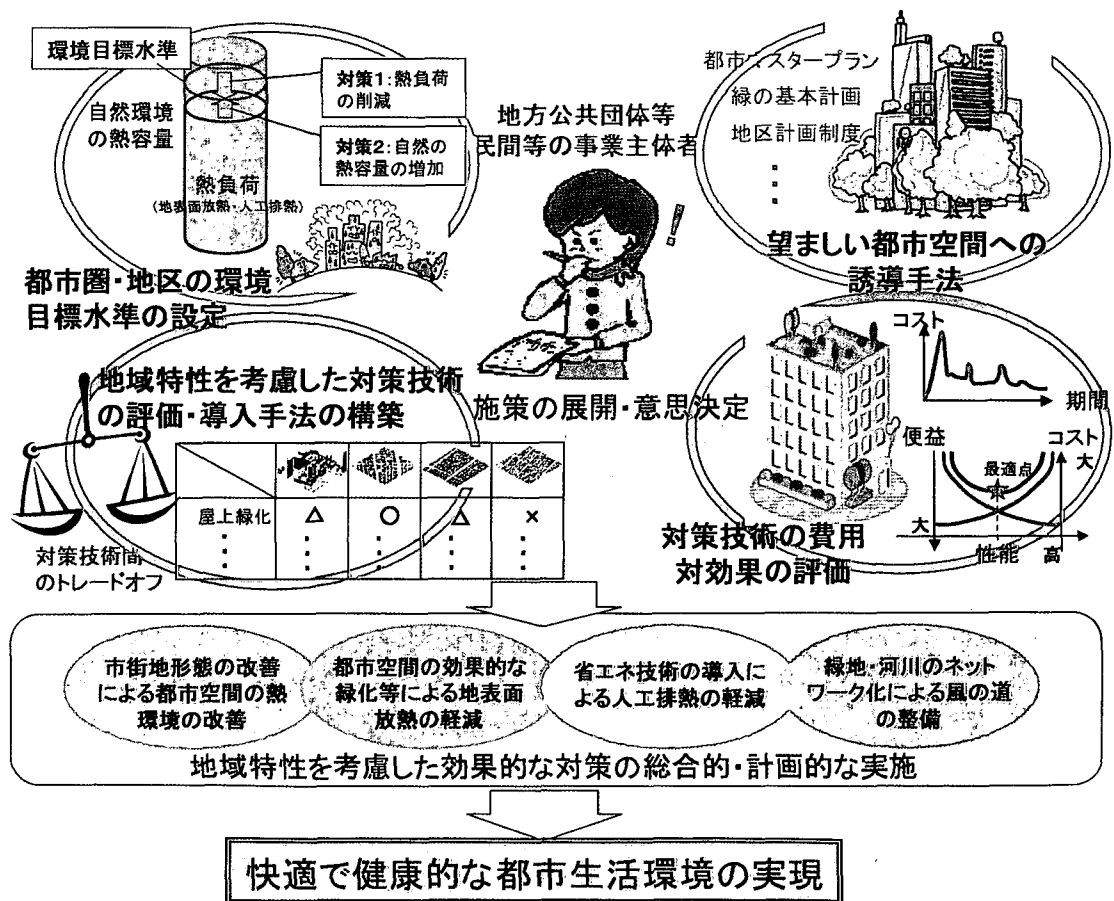 環境目標水準
自然環境
の熱容量
対策1:熱負荷
の削減
対策2:自然の
熱容量の増加
熱負荷
(地表面放熱・人工排熱)
都市圏・地区の環境
目標水準の設定
地方公共団体等
民間等の事業主体者
施策の展開・意思決定
都市マスタープラン
緑の基本計画
地区計画制度
望ましい都市空間への
誘導手法
地域特性を考慮した対策技術
の評価・導入手法の構築
対策技術間
のトレードオフ
屋上緑化 △ ○ △ ×
コスト
期間
便益
コスト
大
最適点
大
性能
高
対策技術の費用
対効果の評価
市街地形態の改善
による都市空間の熱
環境の改善
都市空間の効果的な
緑化等による地表面
放熱の軽減
省エネ技術の導入に
よる人工排熱の軽減
緑地・河川のネット
ワーク化による風の道
の整備
地域特性を考慮した効果的な対策の総合的・計画的な実施
快適で健康的な都市生活環境の実現